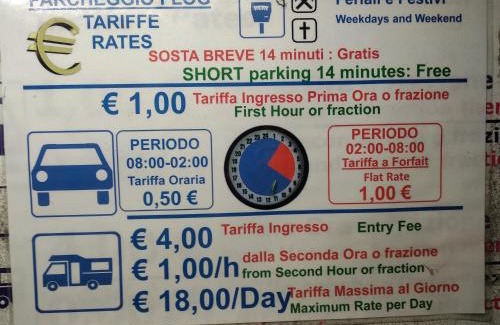 PARCHEGGIO FLOG
TARIFFE
RATES
Feriali e Festivi
Weekdays and Weekend
SOSTA BREVE 14 minuti : Gratis
SHORT parking 14 minutes: Free
€ 1,00 Tariffa Ingresso Prima Ora o frazione
First Hour or fraction
PERIODO
08:00-02:00
Tariffa Oraria
0,50 €
PERIODO
02:00-08:00
Tariffa a Forfait
Flat Rate
1,00 €
€ 4,00 Tariffa Ingresso Entry Fee
€ 1,00/h dalla Seconda Ora o frazione
from Second Hour or fraction
€ 18,00/Day Tariffa Massima al Giorno
Maximum Rate per Day